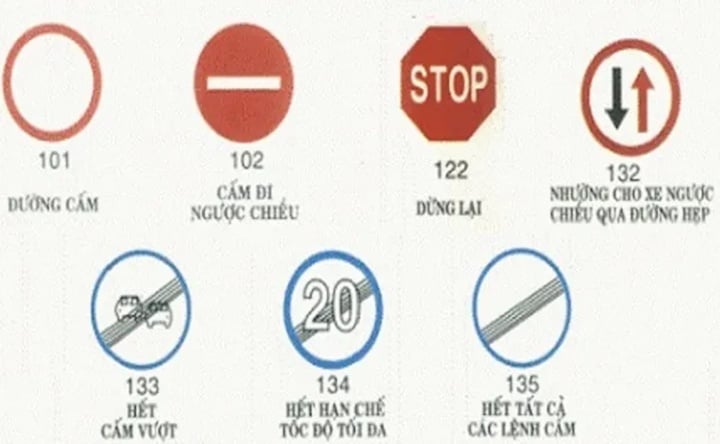 STOP
101
102
122
132
ĐƯỜNG CẤM
CẤM ĐI
NGƯỢC CHIỀU
DỪNG LẠI
NHƯỜNG CHO XE NGƯỢC
CHIỀU QUA ĐƯỜNG HẸP
20
133
134
135
HẾT
CẤM VƯỢT
HẾT HẠN CHẾ
TỐC ĐỘ TỐI ĐA
HẾT TẤT CẢ
CÁC LỆNH CẤM